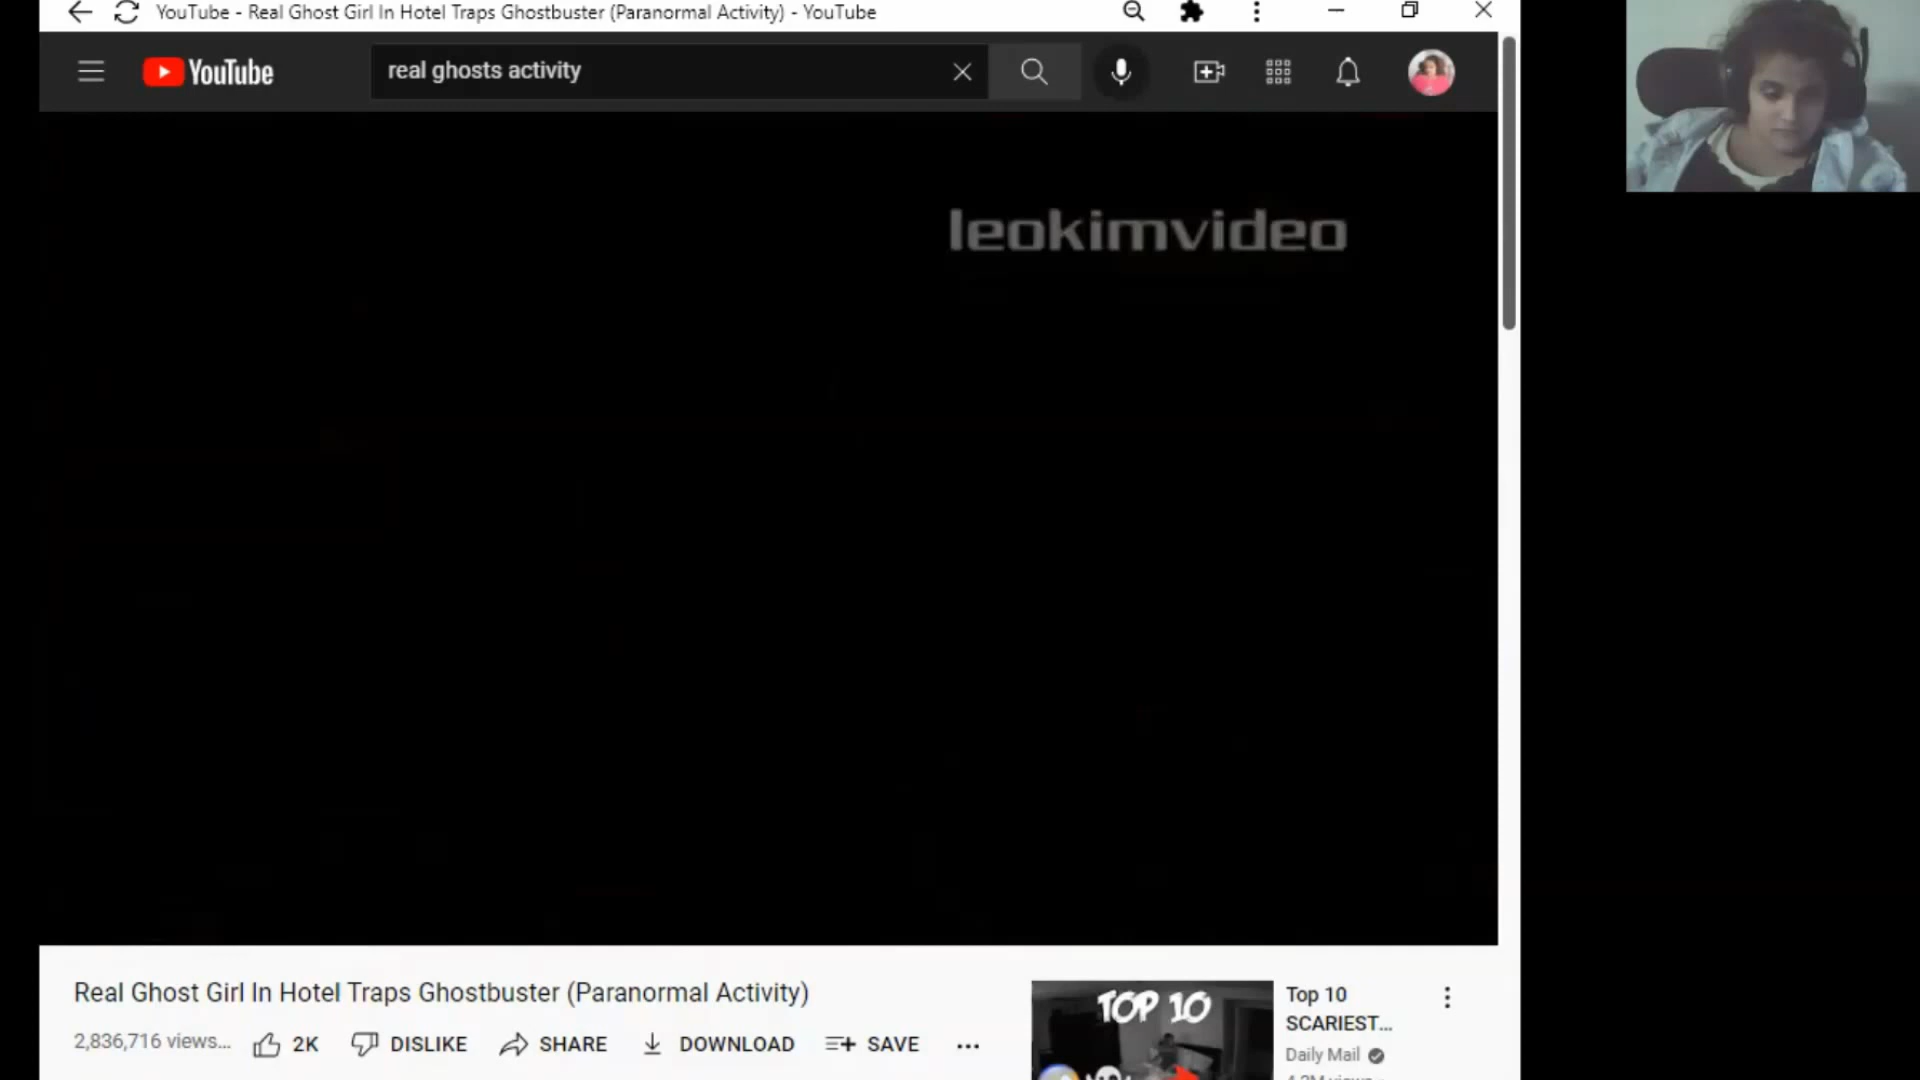 YouTube - Real Ghost Girl In Hotel Traps Ghostbuster (Paranormal Activity) - YouTube
YouTube
real ghosts activity
leokimvideo
Real Ghost Girl In Hotel Traps Ghostbuster (Paranormal Activity)
2,836,716 views...
2K
DISLIKE
SHARE
DOWNLOAD
SAVE
TOP 10
Top 10
SCARIEST...
Daily Mail